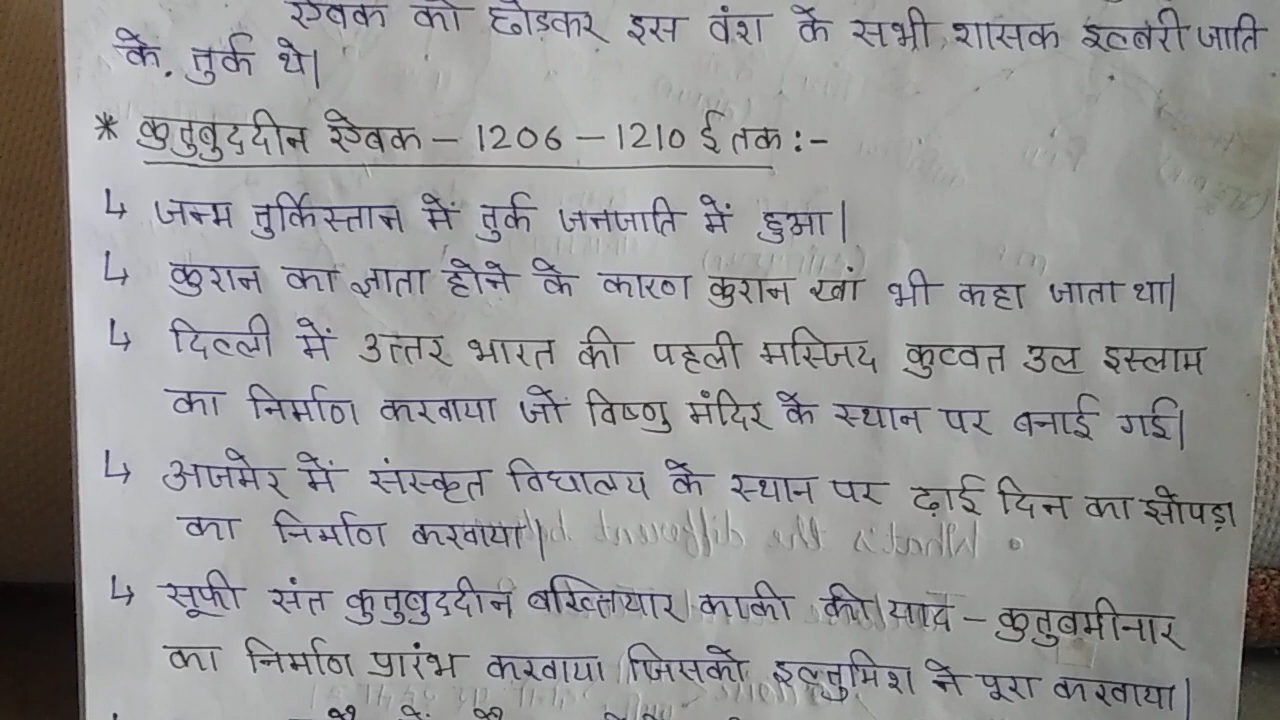 ऐबक को छोड़कर इस वंश के सभी शासक इल्बरी जाति
के तुर्क थे|
* कुतुबुददीन ऐबक – 1206 – 1210 ई तक :-
↳ जन्म तुर्किस्तान में तुर्क जनजाति में हुआ|
↳ कुरान का ज्ञाता होने के कारण कुरान खां भी कहा जाता था|
↳ दिल्ली में उत्तर भारत की पहली मस्जिद कुव्वत उल इस्लाम
का निर्माण करवाया जो विष्णु मंदिर के स्थान पर बनाई गई|
↳ अजमेर में संस्कृत विद्यालय के स्थान पर ढ़ाई दिन का झोपड़ा
का निर्माण करवाया|
↳ सूफी संत कुतुबुददीन बख्तियार काकी की याद – कुतुबमीनार
का निर्माण प्रारंभ करवाया जिसको इल्तुमिश ने पूरा करवाया|